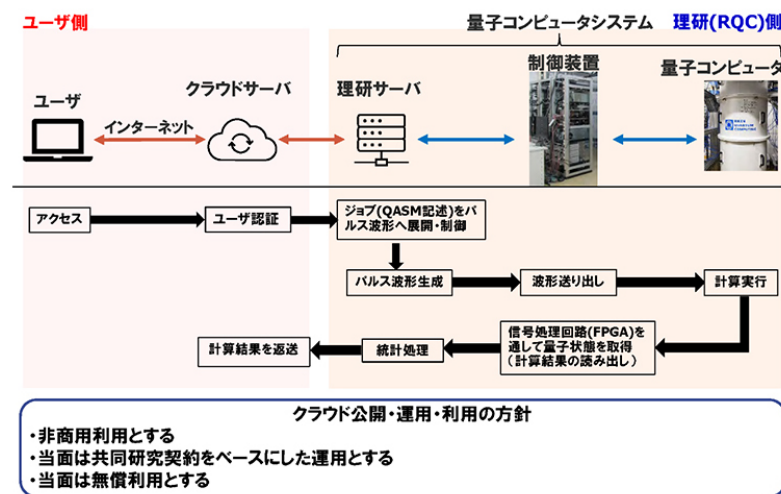 ユーザ側
量子コンピュータシステム
理研(RQC)側
ユーザ
クラウドサーバ
理研サーバ
制御装置
量子コンピュータ
インターネット
アクセス
ユーザ認証
ジョブ(QASM記述)をパ
ルス波形へ展開・制御
パルス波形生成
波形送り出し
計算実行
信号処理回路(FPGA)を
通して量子状態を取得
(計算結果の読み出し)
統計処理
計算結果を返送
クラウド公開・運用・利用の方針
・非商用利用とする
・当面は共同研究契約をベースにした運用とする
・当面は無償利用とする